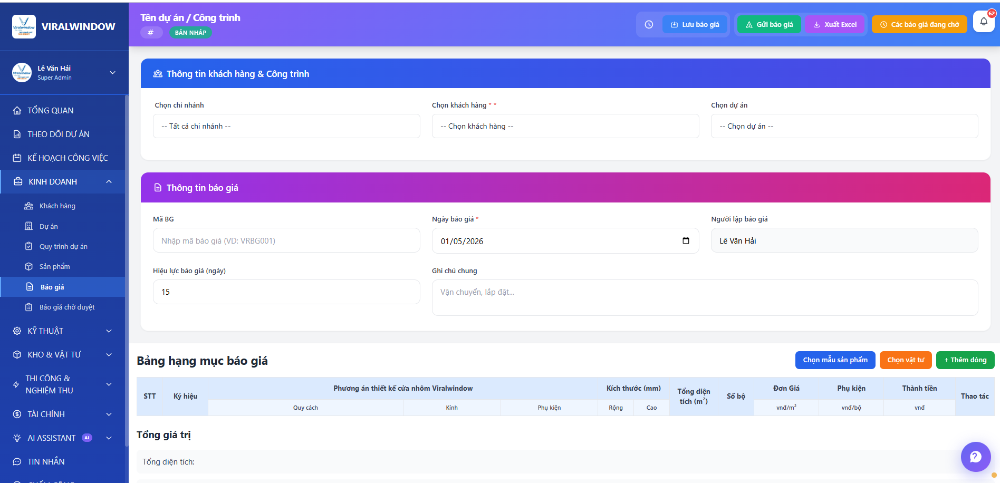 VIRALWINDOW
Lê Văn Hải
Super Admin
TỔNG QUAN
THEO DÕI DỰ ÁN
KẾ HOẠCH CÔNG VIỆC
KINH DOANH
Khách hàng
Dự án
Quy trình dự án
Sản phẩm
Báo giá
Báo giá chờ duyệt
KỸ THUẬT
KHO & VẬT TƯ
THI CÔNG &
NGHIỆM THU
TÀI CHÍNH
AI ASSISTANT AI
TIN NHẮN
Tên dự án / Công trình
# BẢN NHÁP
Lưu báo giá Gửi báo giá Xuất Excel Các báo giá đang chờ 62
Thông tin khách hàng & Công trình
Chọn chi nhánh Chọn khách hàng * * Chọn dự án
-- Tất cả chi nhánh -- -- Chọn khách hàng -- -- Chọn dự án --
Thông tin báo giá
Mã BG Ngày báo giá * Người lập báo giá
Nhập mã báo giá (VD: VRBG001) 01/05/2026 Lê Văn Hải
Hiệu lực báo giá (ngày) Ghi chú chung
15 Vận chuyển, lắp đặt...
Bảng hạng mục báo giá Chọn mẫu sản phẩm Chọn vật tư + Thêm dòng
STT Ký hiệu Phương án thiết kế cửa nhôm Viralwindow Kích thước (mm) Tổng diện tích (m²) Số bộ Đơn Giá Phụ kiện Thành tiền Thao tác
Quy cách Kính Phụ kiện Rộng Cao vnđ/m² vnđ/bộ vnđ
Tổng giá trị
Tổng diện tích: